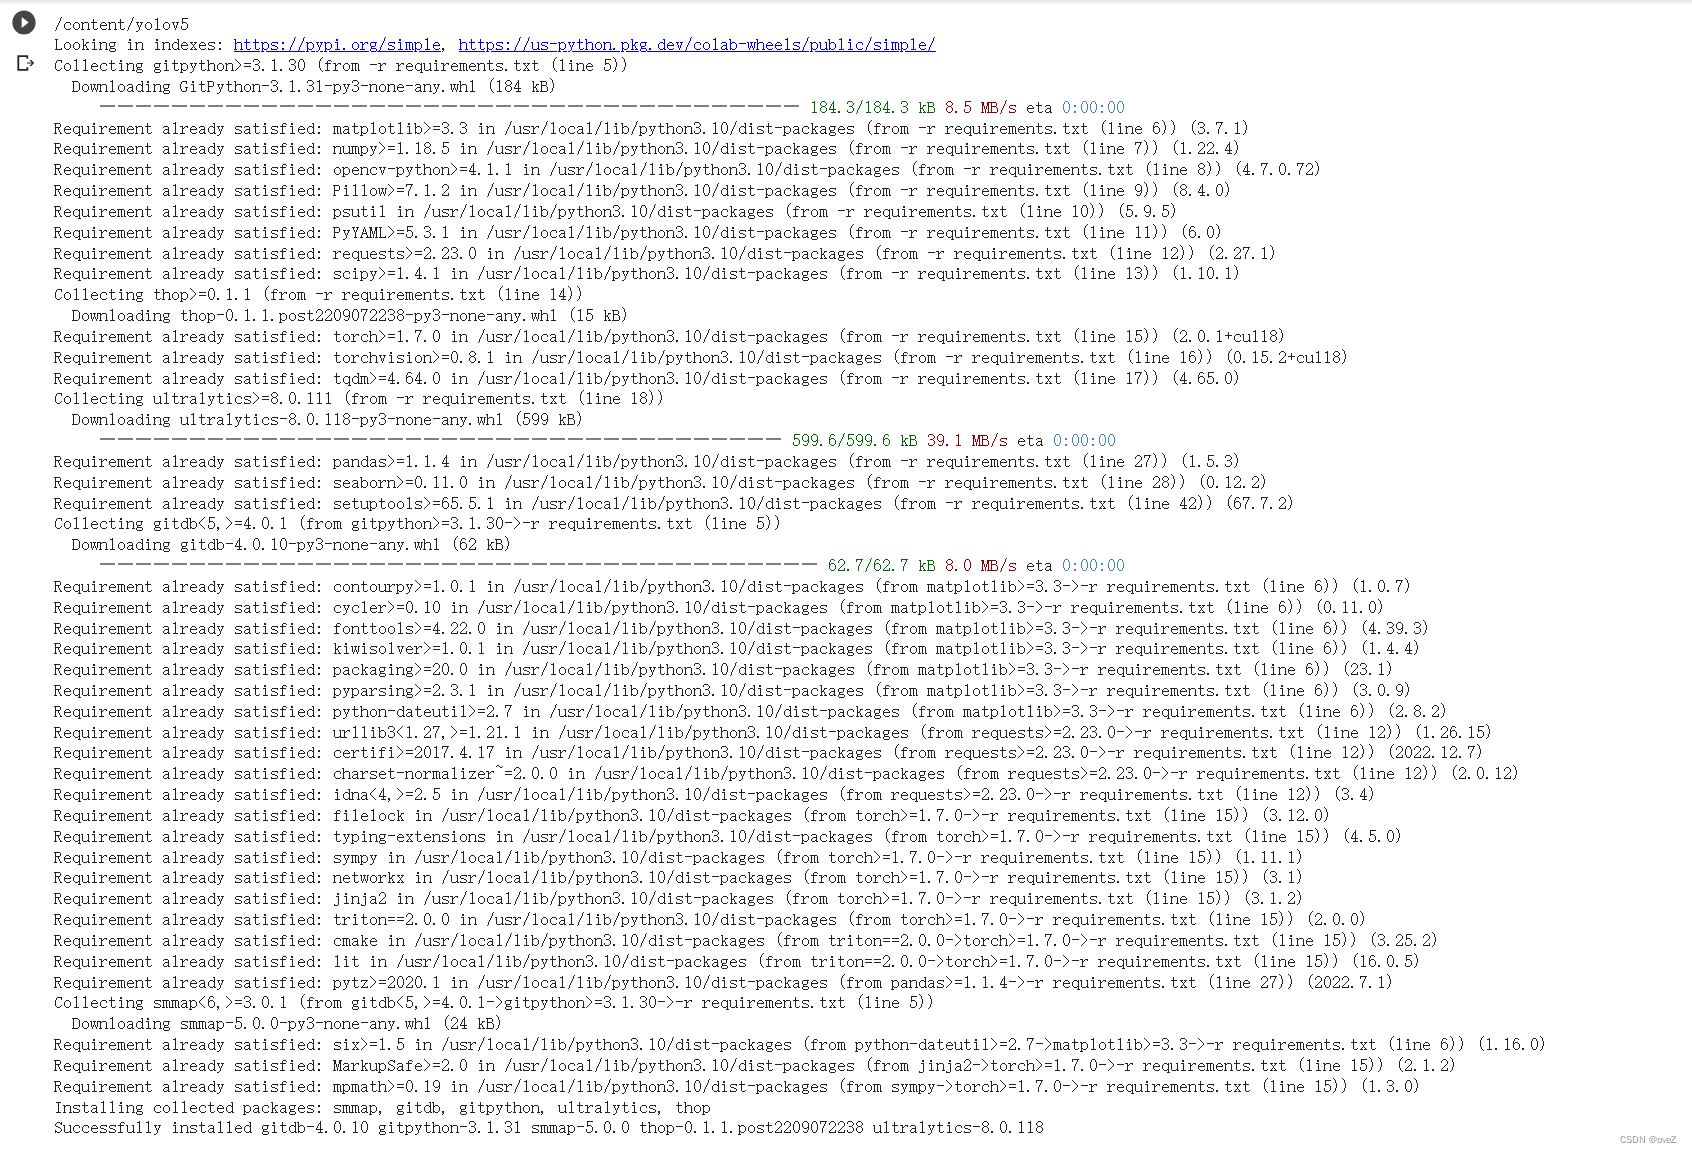 /content/yolov5
Looking in indexes: https://pypi.org/simple, https://us-python.pkg.dev/colab-wheels/public/simple/
Collecting gitpython>=3.1.30 (from -r requirements.txt (line 5))
Downloading GitPython-3.1.31-py3-none-any.whl (184 kB)
184.3/184.3 kB 8.5 MB/s eta 0:00:00
Requirement already satisfied: matplotlib>=3.3 in /usr/local/lib/python3.10/dist-packages (from -r requirements.txt (line 6)) (3.7.1)
Requirement already satisfied: numpy>=1.18.5 in /usr/local/lib/python3.10/dist-packages (from -r requirements.txt (line 7)) (1.22.4)
Requirement already satisfied: opencv-python>=4.1.1 in /usr/local/lib/python3.10/dist-packages (from -r requirements.txt (line 8)) (4.7.0.72)
Requirement already satisfied: Pillow>=7.1.2 in /usr/local/lib/python3.10/dist-packages (from -r requirements.txt (line 9)) (8.4.0)
Requirement already satisfied: psutil in /usr/local/lib/python3.10/dist-packages (from -r requirements.txt (line 10)) (5.9.5)
Requirement already satisfied: PyYAML>=5.3.1 in /usr/local/lib/python3.10/dist-packages (from -r requirements.txt (line 11)) (6.0)
Requirement already satisfied: requests>=2.23.0 in /usr/local/lib/python3.10/dist-packages (from -r requirements.txt (line 12)) (2.27.1)
Requirement already satisfied: scipy>=1.4.1 in /usr/local/lib/python3.10/dist-packages (from -r requirements.txt (line 13)) (1.10.1)
Collecting thop>=0.1.1 (from -r requirements.txt (line 14))
Downloading thop-0.1.1.post2209072238-py3-none-any.whl (15 kB)
Requirement already satisfied: torch>=1.7.0 in /usr/local/lib/python3.10/dist-packages (from -r requirements.txt (line 15)) (2.0.1+cu118)
Requirement already satisfied: torchvision>=0.8.1 in /usr/local/lib/python3.10/dist-packages (from -r requirements.txt (line 16)) (0.15.2+cu118)
Requirement already satisfied: tqdm>=4.64.0 in /usr/local/lib/python3.10/dist-packages (from -r requirements.txt (line 17)) (4.65.0)
Collecting ultralytics>=8.0.111 (from -r requirements.txt (line 18))
Downloading ultralytics-8.0.118-py3-none-any.whl (599 kB)
599.6/599.6 kB 39.1 MB/s eta 0:00:00
Requirement already satisfied: pandas>=1.1.4 in /usr/local/lib/python3.10/dist-packages (from -r requirements.txt (line 27)) (1.5.3)
Requirement already satisfied: seaborn>=0.11.0 in /usr/local/lib/python3.10/dist-packages (from -r requirements.txt (line 28)) (0.12.2)
Requirement already satisfied: setuptools>=65.5.1 in /usr/local/lib/python3.10/dist-packages (from -r requirements.txt (line 42)) (67.7.2)
Collecting gitdb<5,>=4.0.1 (from gitpython>=3.1.30->-r requirements.txt (line 5))
Downloading gitdb-4.0.10-py3-none-any.whl (62 kB)
62.7/62.7 kB 8.0 MB/s eta 0:00:00
Requirement already satisfied: contourpy>=1.0.1 in /usr/local/lib/python3.10/dist-packages (from matplotlib>=3.3->-r requirements.txt (line 6)) (1.0.7)
Requirement already satisfied: cycler>=0.10 in /usr/local/lib/python3.10/dist-packages (from matplotlib>=3.3->-r requirements.txt (line 6)) (0.11.0)
Requirement already satisfied: fonttools>=4.22.0 in /usr/local/lib/python3.10/dist-packages (from matplotlib>=3.3->-r requirements.txt (line 6)) (4.39.3)
Requirement already satisfied: kiwisolver>=1.0.1 in /usr/local/lib/python3.10/dist-packages (from matplotlib>=3.3->-r requirements.txt (line 6)) (1.4.4)
Requirement already satisfied: packaging>=20.0 in /usr/local/lib/python3.10/dist-packages (from matplotlib>=3.3->-r requirements.txt (line 6)) (23.1)
Requirement already satisfied: pyparsing>=2.3.1 in /usr/local/lib/python3.10/dist-packages (from matplotlib>=3.3->-r requirements.txt (line 6)) (3.0.9)
Requirement already satisfied: python-dateutil>=2.7 in /usr/local/lib/python3.10/dist-packages (from matplotlib>=3.3->-r requirements.txt (line 6)) (2.8.2)
Requirement already satisfied: urllib3<1.27,>=1.21.1 in /usr/local/lib/python3.10/dist-packages (from requests>=2.23.0->-r requirements.txt (line 12)) (1.26.15)
Requirement already satisfied: certifi>=2017.4.17 in /usr/local/lib/python3.10/dist-packages (from requests>=2.23.0->-r requirements.txt (line 12)) (2022.12.7)
Requirement already satisfied: charset-normalizer~=2.0.0 in /usr/local/lib/python3.10/dist-packages (from requests>=2.23.0->-r requirements.txt (line 12)) (2.0.12)
Requirement already satisfied: idna<4,>=2.5 in /usr/local/lib/python3.10/dist-packages (from requests>=2.23.0->-r requirements.txt (line 12)) (3.4)
Requirement already satisfied: filelock in /usr/local/lib/python3.10/dist-packages (from torch>=1.7.0->-r requirements.txt (line 15)) (3.12.0)
Requirement already satisfied: typing-extensions in /usr/local/lib/python3.10/dist-packages (from torch>=1.7.0->-r requirements.txt (line 15)) (4.5.0)
Requirement already satisfied: sympy in /usr/local/lib/python3.10/dist-packages (from torch>=1.7.0->-r requirements.txt (line 15)) (1.11.1)
Requirement already satisfied: networkx in /usr/local/lib/python3.10/dist-packages (from torch>=1.7.0->-r requirements.txt (line 15)) (3.1)
Requirement already satisfied: jinja2 in /usr/local/lib/python3.10/dist-packages (from torch>=1.7.0->-r requirements.txt (line 15)) (3.1.2)
Requirement already satisfied: triton==2.0.0 in /usr/local/lib/python3.10/dist-packages (from torch>=1.7.0->-r requirements.txt (line 15)) (2.0.0)
Requirement already satisfied: cmake in /usr/local/lib/python3.10/dist-packages (from triton==2.0.0->torch>=1.7.0->-r requirements.txt (line 15)) (3.25.2)
Requirement already satisfied: lit in /usr/local/lib/python3.10/dist-packages (from triton==2.0.0->torch>=1.7.0->-r requirements.txt (line 15)) (16.0.5)
Requirement already satisfied: pytz>=2020.1 in /usr/local/lib/python3.10/dist-packages (from pandas>=1.1.4->-r requirements.txt (line 27)) (2022.7.1)
Collecting smmap<6,>=3.0.1 (from gitdb<5,>=4.0.1->gitpython>=3.1.30->-r requirements.txt (line 5))
Downloading smmap-5.0.0-py3-none-any.whl (24 kB)
Requirement already satisfied: six>=1.5 in /usr/local/lib/python3.10/dist-packages (from python-dateutil>=2.7->matplotlib>=3.3->-r requirements.txt (line 6)) (1.16.0)
Requirement already satisfied: MarkupSafe>=2.0 in /usr/local/lib/python3.10/dist-packages (from jinja2->torch>=1.7.0->-r requirements.txt (line 15)) (2.1.2)
Requirement already satisfied: mpmath>=0.19 in /usr/local/lib/python3.10/dist-packages (from sympy->torch>=1.7.0->-r requirements.txt (line 15)) (1.3.0)
Installing collected packages: smmap, gitdb, gitpython, ultralytics, thop
Successfully installed gitdb-4.0.10 gitpython-3.1.31 smmap-5.0.0 thop-0.1.1.post2209072238 ultralytics-8.0.118
CSDN @oveZ